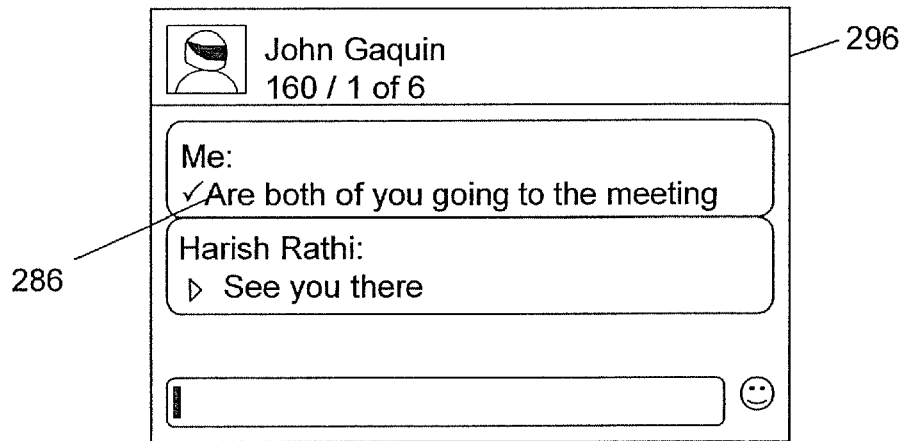 John Gaquin
296
160 / 1 of 6
Me:
✓Are both of you going to the meeting
Harish Rathi:
286
▷ See you there